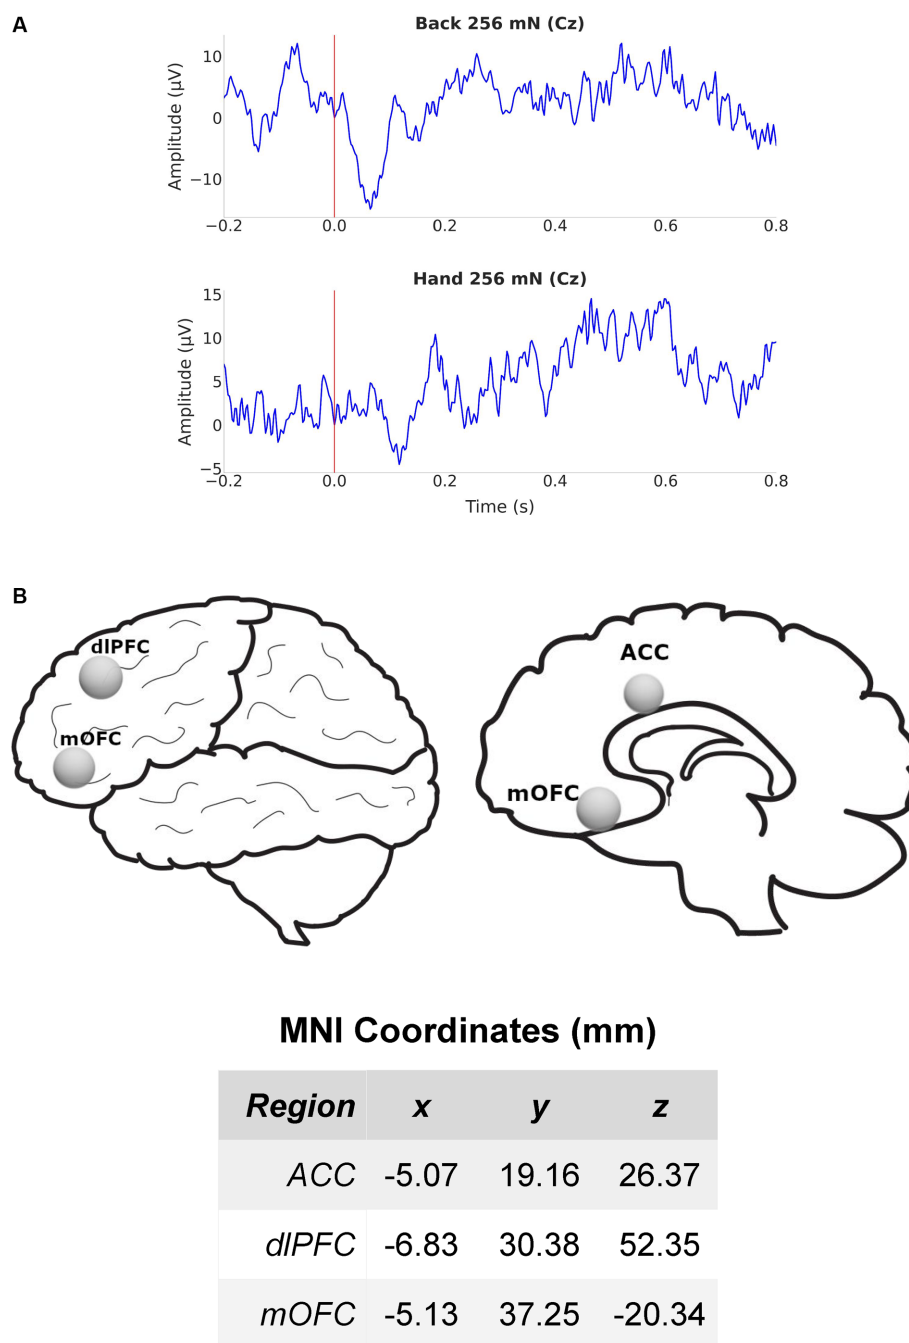 A
Back 256 mN (Cz)
Amplitude (μV)
10
0
−10
−0.2 0.0 0.2 0.4 0.6 0.8
Hand 256 mN (Cz)
Amplitude (μV)
15
10
5
0
−5
−0.2 0.0 0.2 0.4 0.6 0.8
Time (s)
B
dlPFC
mOFC
ACC
mOFC
MNI Coordinates (mm)
Region x y z
ACC -5.07 19.16 26.37
dlPFC -6.83 30.38 52.35
mOFC -5.13 37.25 -20.34